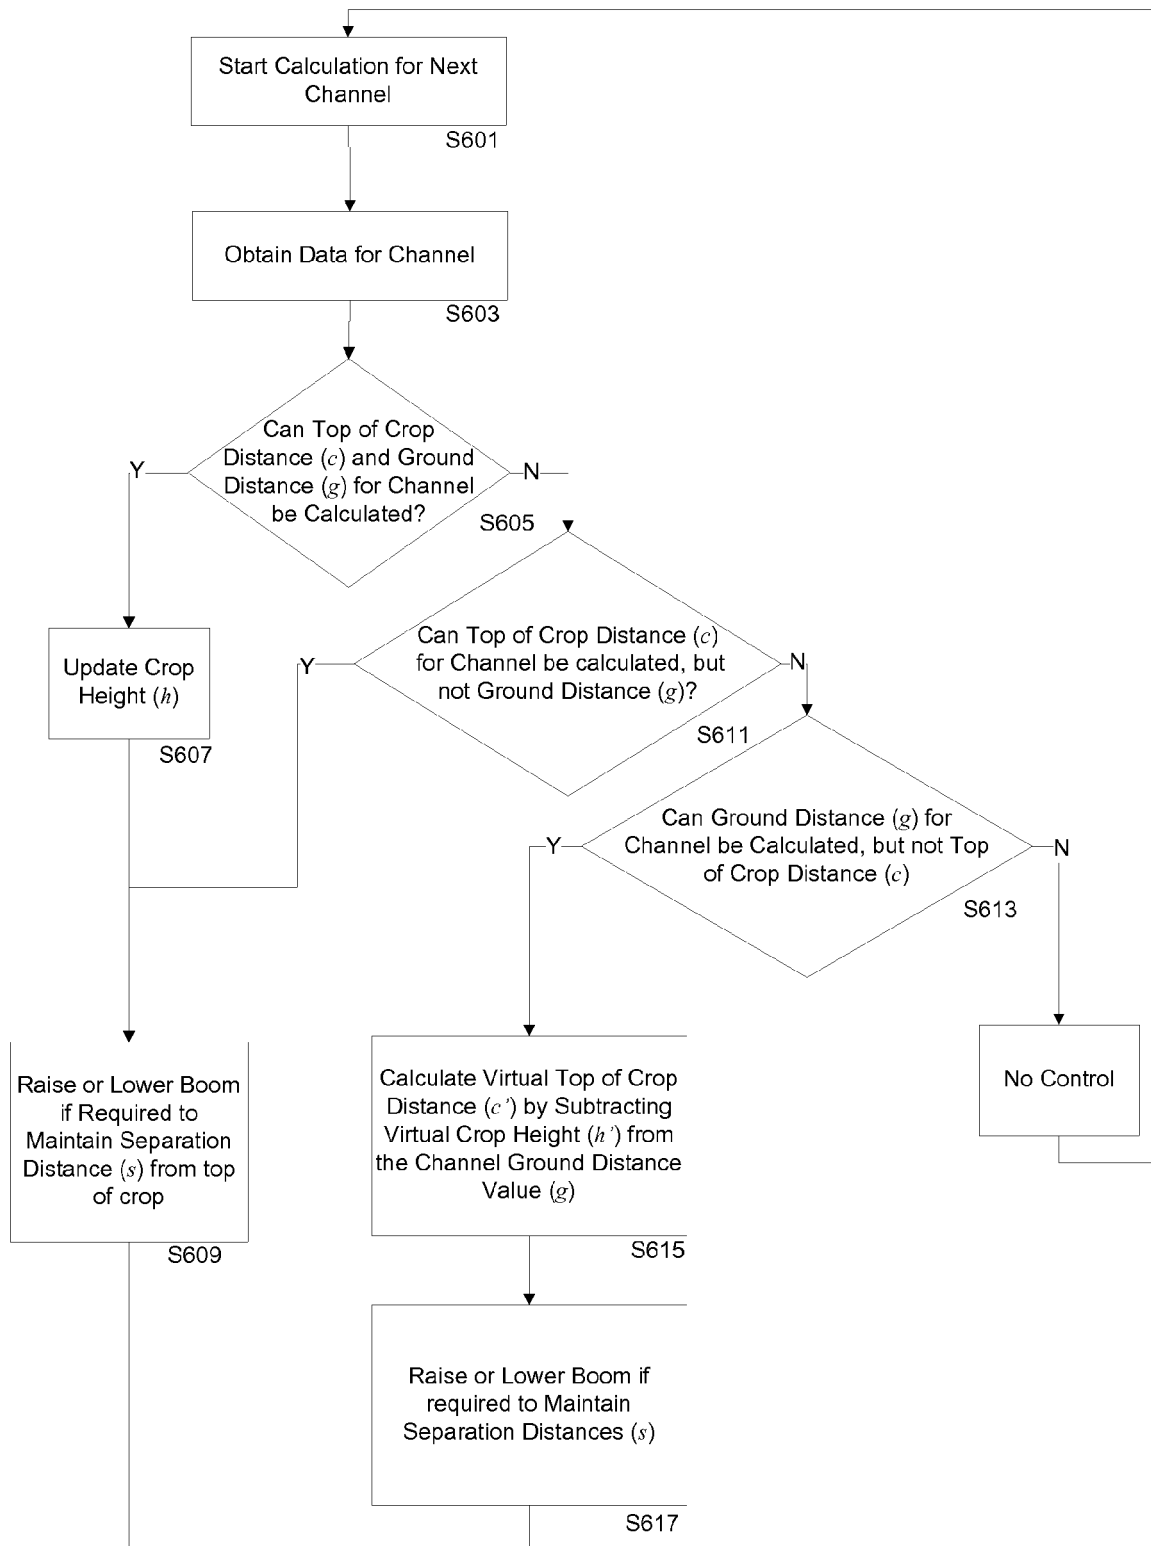 Start Calculation for Next
Channel
S601
Obtain Data for Channel
S603
Can Top of Crop
Distance (c) and Ground
Distance (g) for Channel
be Calculated?
Y
N
S605
Update Crop
Height (h)
S607
Can Top of Crop Distance (c)
for Channel be calculated, but
not Ground Distance (g)?
Y
N
S611
Can Ground Distance (g) for
Channel be Calculated, but not Top
of Crop Distance (c)
Y
N
S613
Raise or Lower Boom
if Required to
Maintain Separation
Distance (s) from top
of crop
S609
Calculate Virtual Top of Crop
Distance (c’) by Subtracting
Virtual Crop Height (h’) from
the Channel Ground Distance
Value (g)
S615
No Control
Raise or Lower Boom if
required to Maintain
Separation Distances (s)
S617